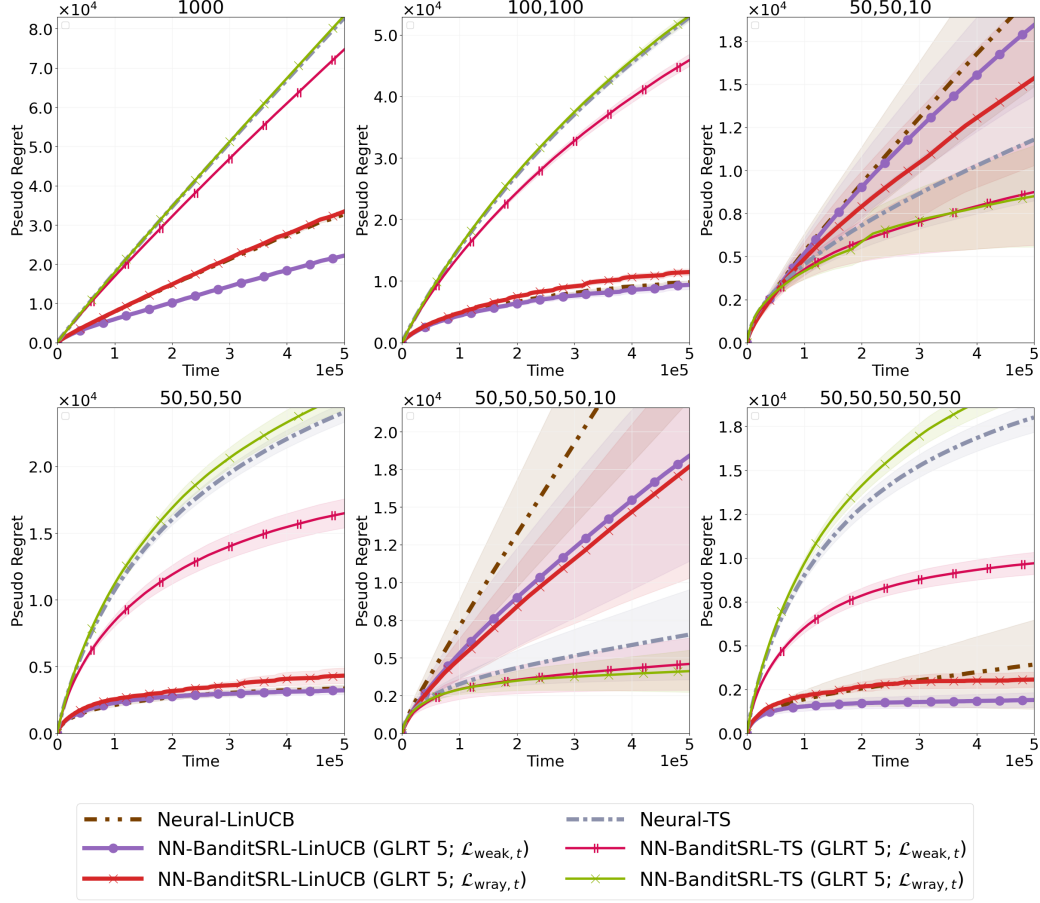 1000
×10⁴
8.0
7.0
6.0
5.0
4.0
3.0
2.0
1.0
0.0
Pseudo Regret
0 1 2 3 4 5
Time
1e5
100,100
×10⁴
5.0
4.0
3.0
2.0
1.0
0.0
Pseudo Regret
0 1 2 3 4 5
Time
1e5
50,50,10
×10⁴
1.8
1.5
1.2
1.0
0.8
0.5
0.2
0.0
Pseudo Regret
0 1 2 3 4 5
Time
1e5
50,50,50
×10⁴
2.0
1.5
1.0
0.5
0.0
Pseudo Regret
0 1 2 3 4 5
Time
1e5
50,50,50,50,50,10
×10⁴
2.0
1.8
1.5
1.2
1.0
0.8
0.5
0.2
0.0
Pseudo Regret
0 1 2 3 4 5
Time
1e5
50,50,50,50,50,50
×10⁴
1.8
1.5
1.2
1.0
0.8
0.5
0.2
0.0
Pseudo Regret
0 1 2 3 4 5
Time
1e5
Neural-LinUCB
NN-BanditSRL-LinUCB (GLRT 5; ℒweak, t)
NN-BanditSRL-LinUCB (GLRT 5; ℒwray, t)
Neural-TS
NN-BanditSRL-TS (GLRT 5; ℒweak, t)
NN-BanditSRL-TS (GLRT 5; ℒwray, t)